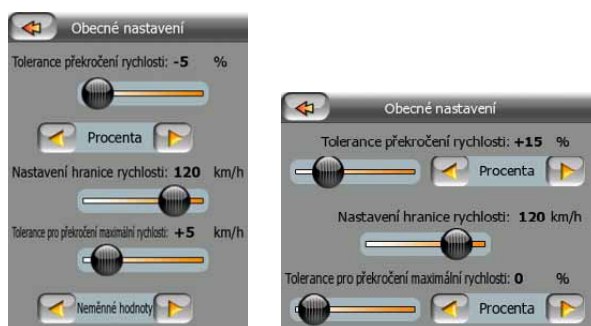 Obecné nastavení
Tolerance překročení rychlosti: -5 %
Procenta
Nastavení hranice rychlosti: 120 km/h
Tolerance pro překročení maximální rychlosti: +5 km/h
Neměnné hodnoty
Obecné nastavení
Tolerance překročení rychlosti: +15 %
Procenta
Nastavení hranice rychlosti: 120 km/h
Tolerance pro překročení maximální rychlosti: 0 %
Procenta